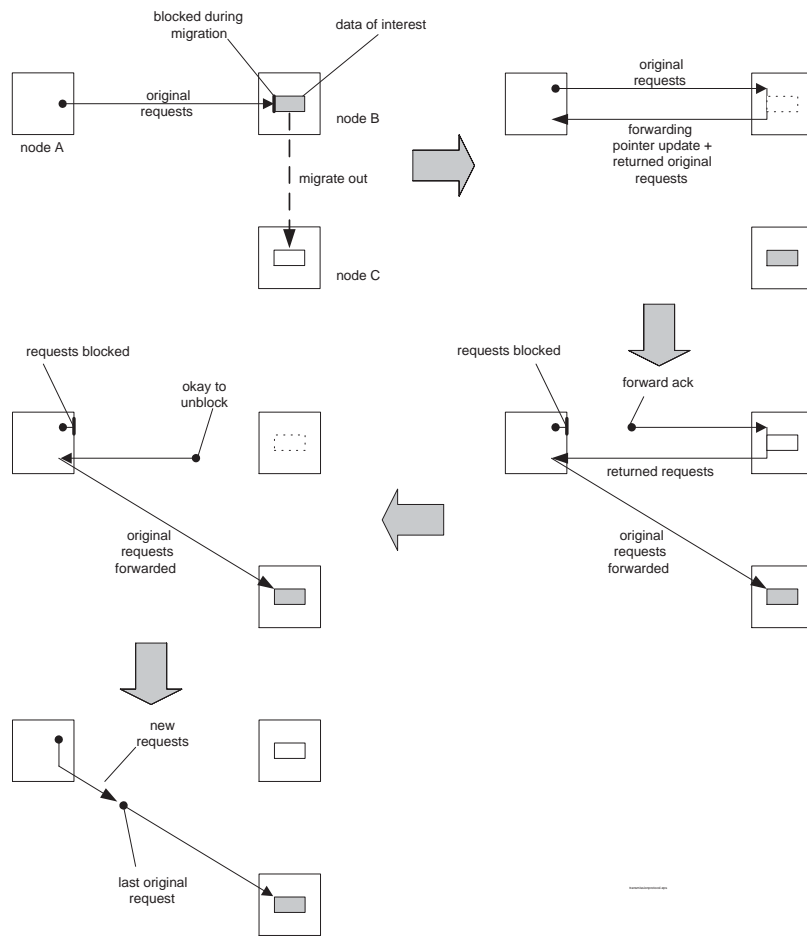 blocked during
migration
data of interest
original
requests
node A
node B
migrate out
node C
original
requests
forwarding
pointer update +
returned original
requests
requests blocked
forward ack
returned requests
original
requests
forwarded
requests blocked
okay to
unblock
original
requests
forwarded
new
requests
last original
request